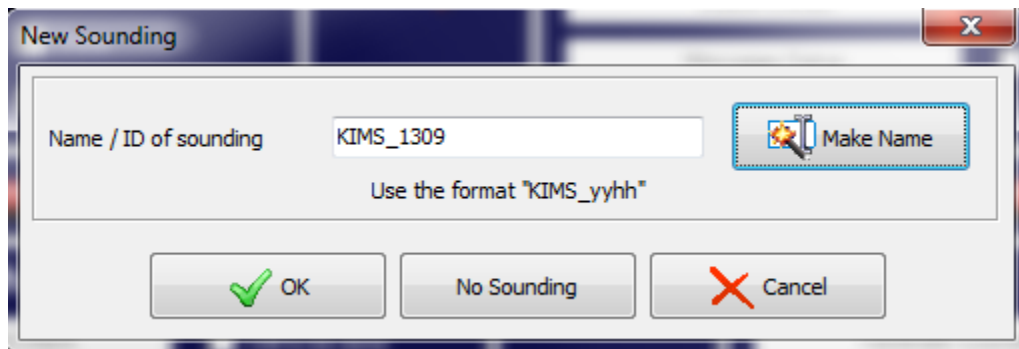 New Sounding
Name / ID of sounding KIMS_1309 Make Name
Use the format "KIMS_yyhh"
OK No Sounding Cancel